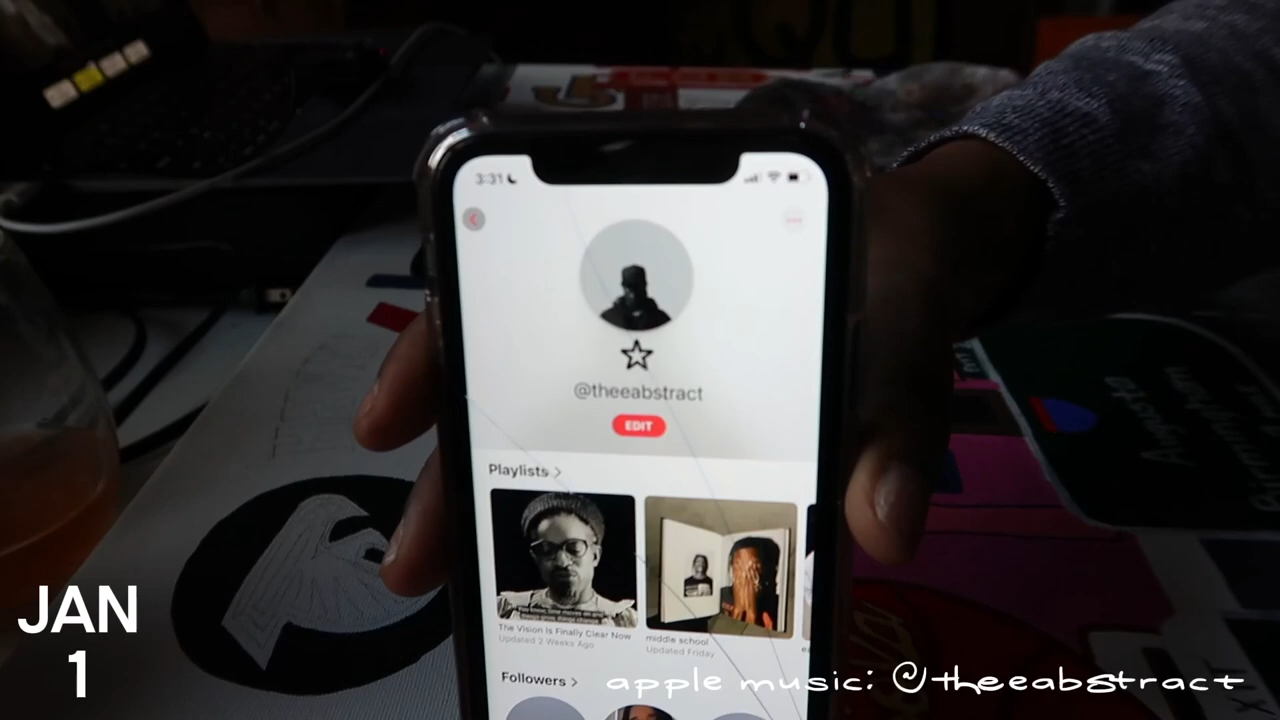 3:31
@theeabstract
EDIT
Playlists >
The Vision Is Finally Clear Now
Updated 2 Weeks Ago
middle school
Updated Friday
Followers >
JAN
1
apple music: @theeabstract